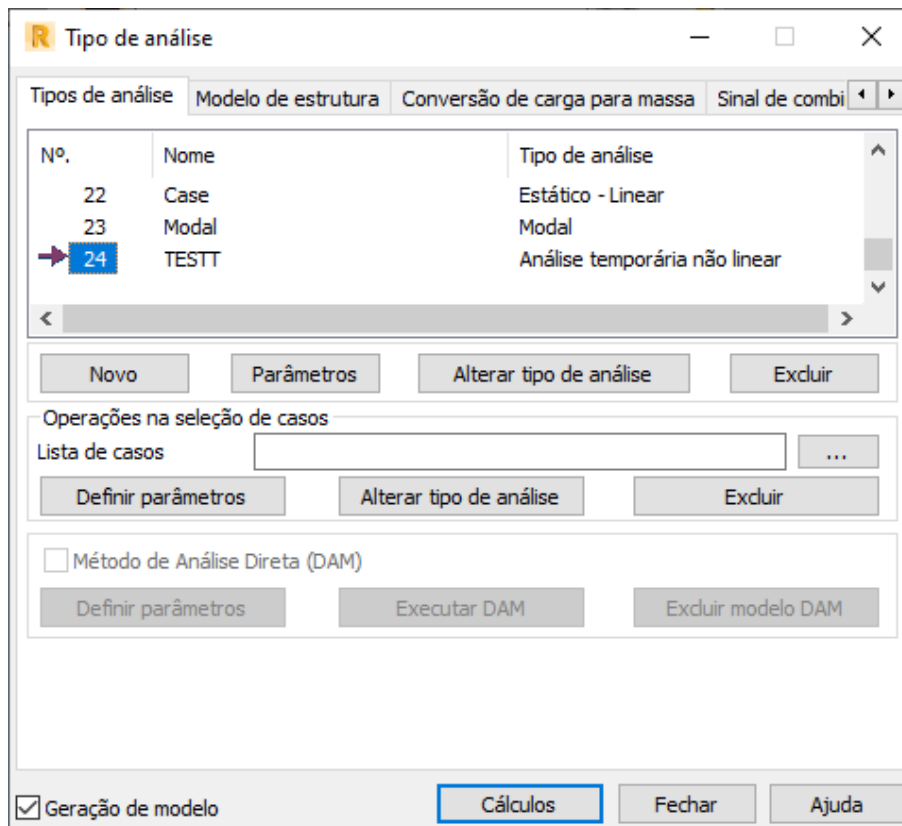 R Tipo de análise
Tipos de análise Modelo de estrutura Conversão de carga para massa Sinal de combi
Nº. Nome Tipo de análise
22 Case Estático - Linear
23 Modal Modal
24 TESTT Análise temporária não linear
Novo Parâmetros Alterar tipo de análise Excluir
Operações na seleção de casos
Lista de casos ...
Definir parâmetros Alterar tipo de análise Excluir
Método de Análise Direta (DAM)
Definir parâmetros Executar DAM Excluir modelo DAM
Geração de modelo Cálculos Fechar Ajuda